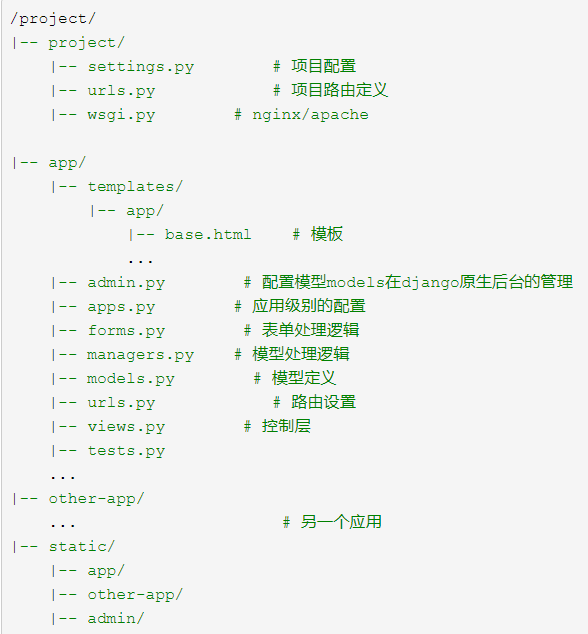 /project/
|-- project/
    |-- settings.py        # 项目配置
    |-- urls.py            # 项目路由定义
    |-- wsgi.py        # nginx/apache

|-- app/
    |-- templates/
        |-- app/
            |-- base.html    # 模板
            ...
    |-- admin.py        # 配置模型models在django原生后台的管理
    |-- apps.py        # 应用级别的配置
    |-- forms.py        # 表单处理逻辑
    |-- managers.py    # 模型处理逻辑
    |-- models.py        # 模型定义
    |-- urls.py            # 路由设置
    |-- views.py        # 控制层
    |-- tests.py
    ...
|-- other-app/
    ...                     # 另一个应用
|-- static/
    |-- app/
    |-- other-app/
    |-- admin/